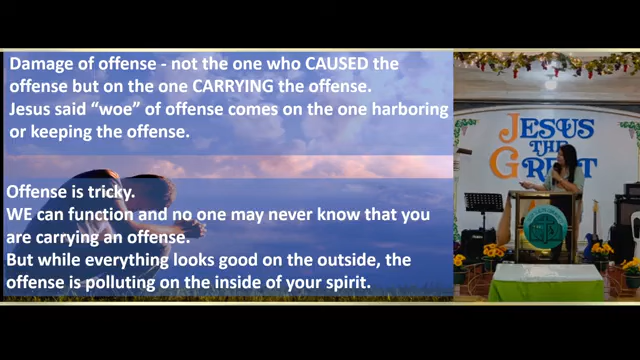 Damage of offense - not the one who CAUSED the
offense but on the one CARRYING the offense.
Jesus said “woe” of offense comes on the one harboring
or keeping the offense.
Offense is tricky.
WE can function and no one may never know that you
are carrying an offense.
But while everything looks good on the outside, the
offense is polluting on the inside of your spirit.
JESUS
THE
GREAT